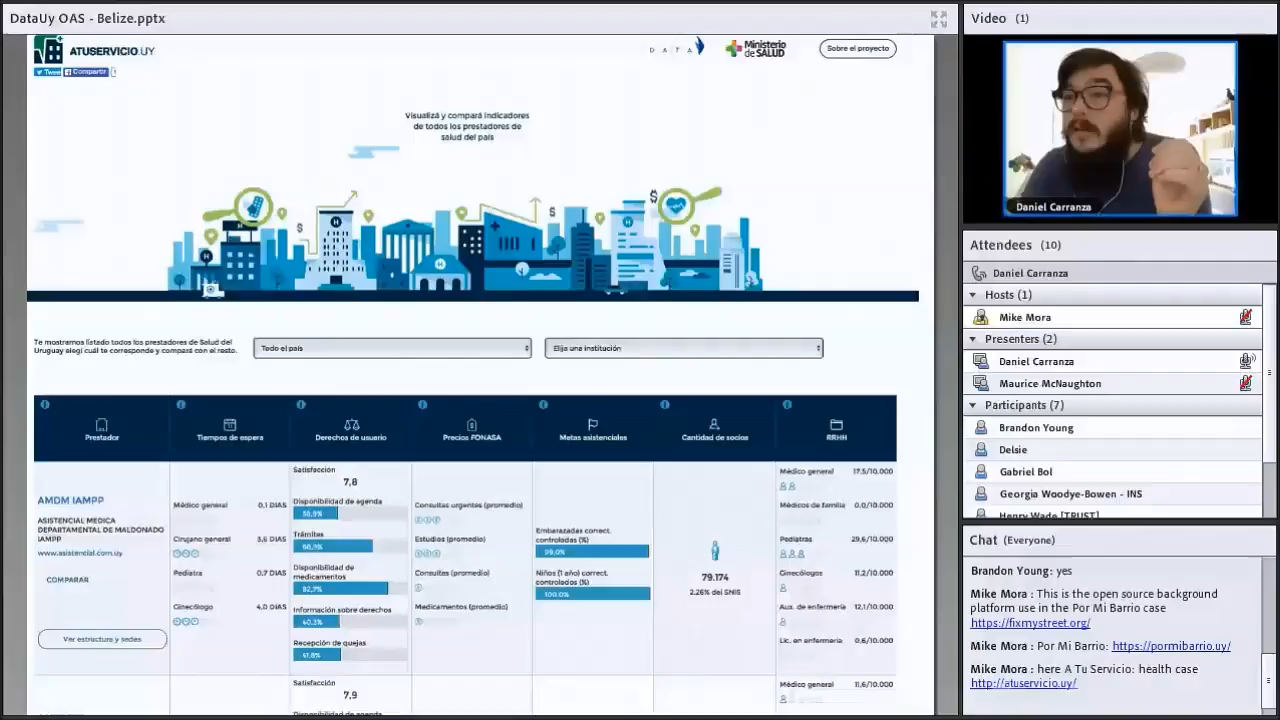 DataUy OAS - Belize.pptx
ATUSERVICIO.UY
Tweet
Compartir
D A T A
Ministerio
de SALUD
Sobre el proyecto
Visualizá y compará indicadores
de todos los prestadores de
salud del país
Te mostramos listado todos los prestadores de Salud del
Uruguay elegí cuál te corresponde y compará con el resto.
Todo el país
Elija una institución
Prestador
Tiempos de espera
Derechos de usuario
Precios FONASA
Metas asistenciales
Cantidad de socios
RRHH
AMDM IAMPP
ASISTENCIAL MEDICA
DEPARTAMENTAL DE MALDONADO
IAMPP
www.asistencial.com.uy
COMPARAR
Ver estructura y sedes
Médico general 0,1 DIAS
Cirujano general 3,6 DIAS
Pediatra 0,7 DIAS
Ginecólogo 4,0 DIAS
Satisfacción
7,8
Disponibilidad de agenda
Trámites
Disponibilidad de
medicamentos
82,7%
Información sobre derechos
40,3%
Recepción de quejas
41,8%
Satisfacción
7,9
Disponibilidad de agenda
Consultas urgentes (promedio)
Estudios (promedio)
Consultas (promedio)
Medicamentos (promedio)
Embarazadas correct.
controladas (%)
99,0%
Niños (1 año) correct.
controlados (%)
100,0%
79.174
2.26% del SNIS
Médico general 17,5/10.000
Médicos de familia 0,0/10.000
Pediatras 29,6/10.000
Ginecólogos 11,2/10.000
Aux. de enfermería 12,1/10.000
Lic. en enfermería 0,6/10.000
Médico general 11,6/10.000
Video (1)
Daniel Carranza
Attendees (10)
Daniel Carranza
Hosts (1)
Mike Mora
Presenters (2)
Daniel Carranza
Maurice McNaughton
Participants (7)
Brandon Young
Delsie
Gabriel Bol
Georgia Woodye-Bowen - INS
Henry Wade [TRUST]
Chat (Everyone)
Brandon Young: yes
Mike Mora : This is the open source background
platform use in the Por Mi Barrio case
https://fixmystreet.org/
Mike Mora : Por Mi Barrio: https://pormibarrio.uy/
Mike Mora : here A Tu Servicio: health case
http://atuservicio.uy/